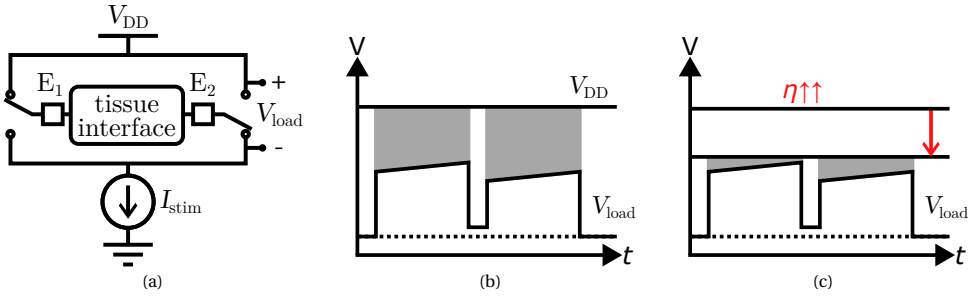 V_DD
E_1
E_2
+
tissue
interface
V_load
-
I_stim
(a)
V
V_DD
V_load
t
(b)
V
η↑↑
V_load
t
(c)